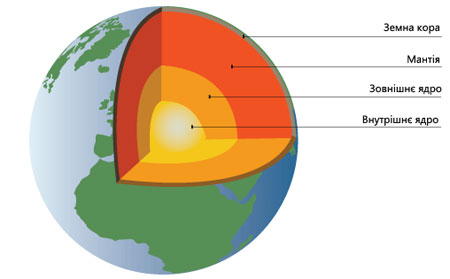 Земна кора
Мантія
Зовнішнє ядро
Внутрішнє ядро